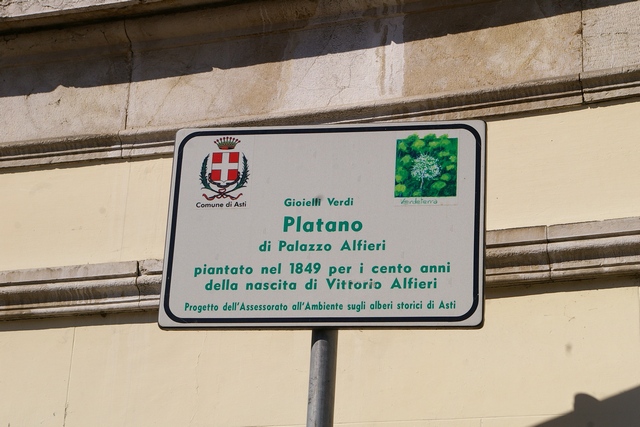 Comune di Asti
Gioielli Verdi
Platano
di Palazzo Alfieri
piantato nel 1849 per i cento anni
della nascita di Vittorio Alfieri
Progetto dell'Assessorato all'Ambiente sugli alberi storici di Asti